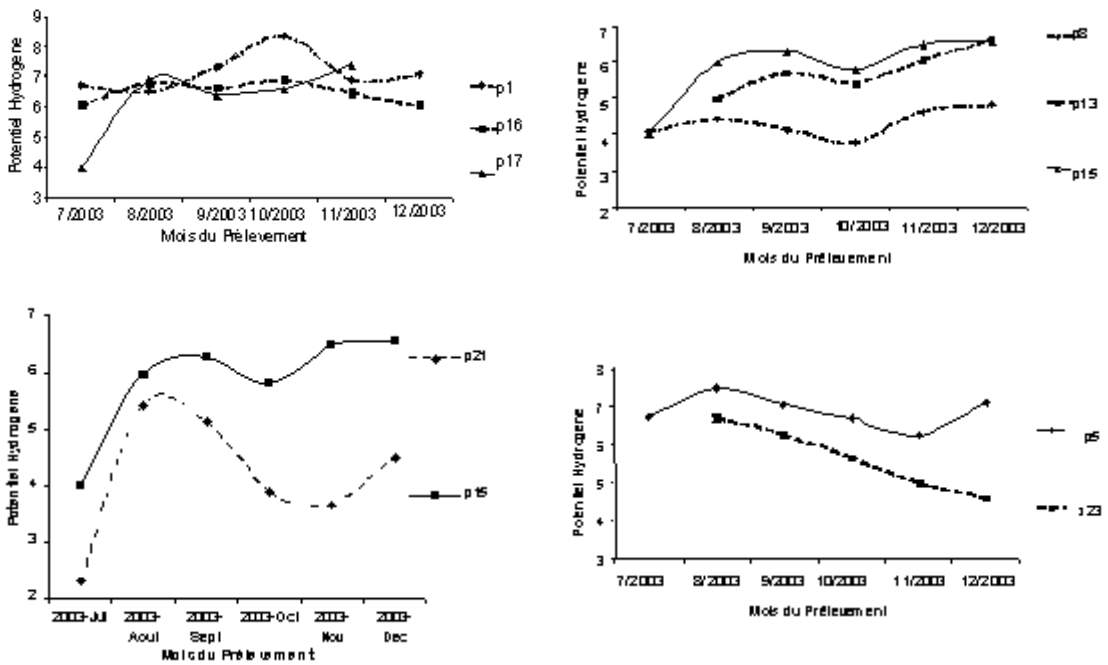 Potentiel Hydrogene
9
8
7
6
5
4
3
7/2003 8/2003 9/2003 10/2003 11/2003 12/2003
Mois du Prélevement
p1
p16
p17
Potentiel Hydrogene
7
6
5
4
3
2
7/2003 8/2003 9/2003 10/2003 11/2003 12/2003
Mois du Prélevement
p8
p13
p15
Potentiel Hydrogene
7
6
5
4
3
2
2003-Jul 2003-Aout 2003-Sept 2003-Oct 2003-Nov 2003-Dec
Mois du Prélevement
p21
p15
Potentiel Hydrogene
8
7
6
5
4
3
7/2003 8/2003 9/2003 10/2003 11/2003 12/2003
Mois du Prélevement
p5
p23